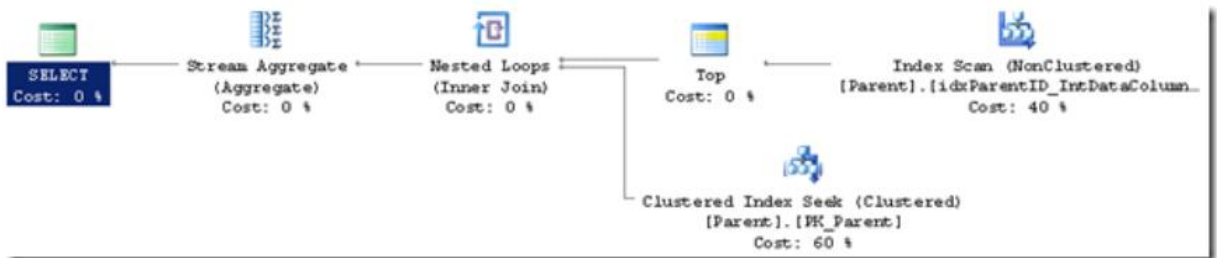 SELECT
Cost: 0 %
Stream Aggregate
(Aggregate)
Cost: 0 %
Nested Loops
(Inner Join)
Cost: 0 %
Top
Cost: 0 %
Index Scan (NonClustered)
[Parent].[idxParentID_IntDataColumn…
Cost: 40 %
Clustered Index Seek (Clustered)
[Parent].[PK_Parent]
Cost: 60 %